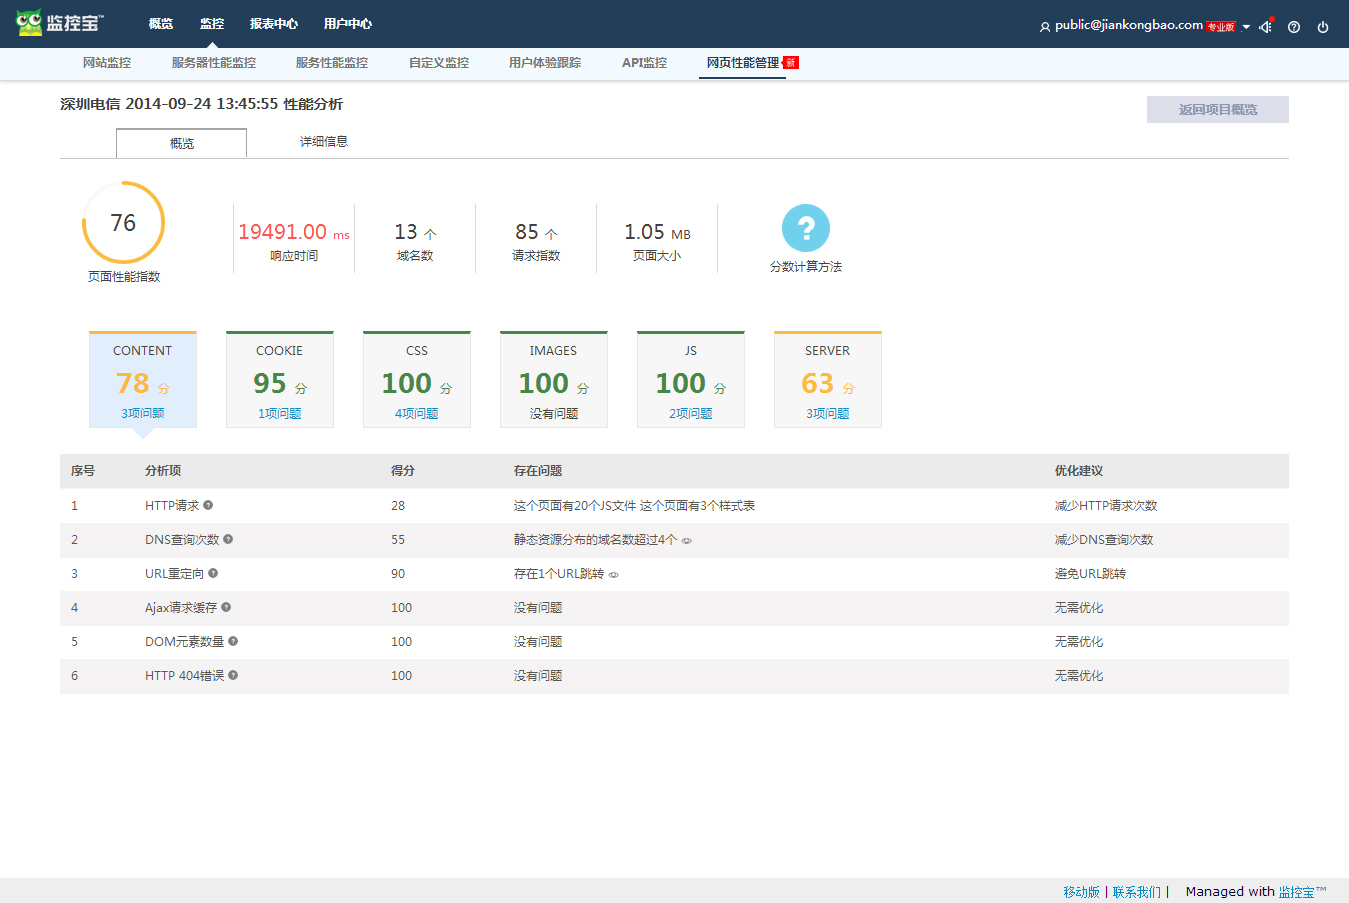 监控宝™ 概览 监控 报表中心 用户中心 public@jiankongbao.com 专业版
网站监控 服务器性能监控 服务性能监控 自定义监控 用户体验跟踪 API监控 网页性能管理 新
深圳电信 2014-09-24 13:45:55 性能分析 返回项目概览
概览 详细信息
76 19491.00 ms 13 个 85 个 1.05 MB ?
页面性能指数 响应时间 域名数 请求指数 页面大小 分数计算方法
CONTENT COOKIE CSS IMAGES JS SERVER
78 分 95 分 100 分 100 分 100 分 63 分
3项问题 1项问题 4项问题 没有问题 2项问题 3项问题
序号 分析项 得分 存在问题 优化建议
1 HTTP请求 ? 28 这个页面有20个JS文件 这个页面有3个样式表 减少HTTP请求次数
2 DNS查询次数 ? 55 静态资源分布的域名数超过4个 减少DNS查询次数
3 URL重定向 ? 90 存在1个URL跳转 避免URL跳转
4 Ajax请求缓存 ? 100 没有问题 无需优化
5 DOM元素数量 ? 100 没有问题 无需优化
6 HTTP 404错误 ? 100 没有问题 无需优化
移动版 | 联系我们 | Managed with 监控宝™